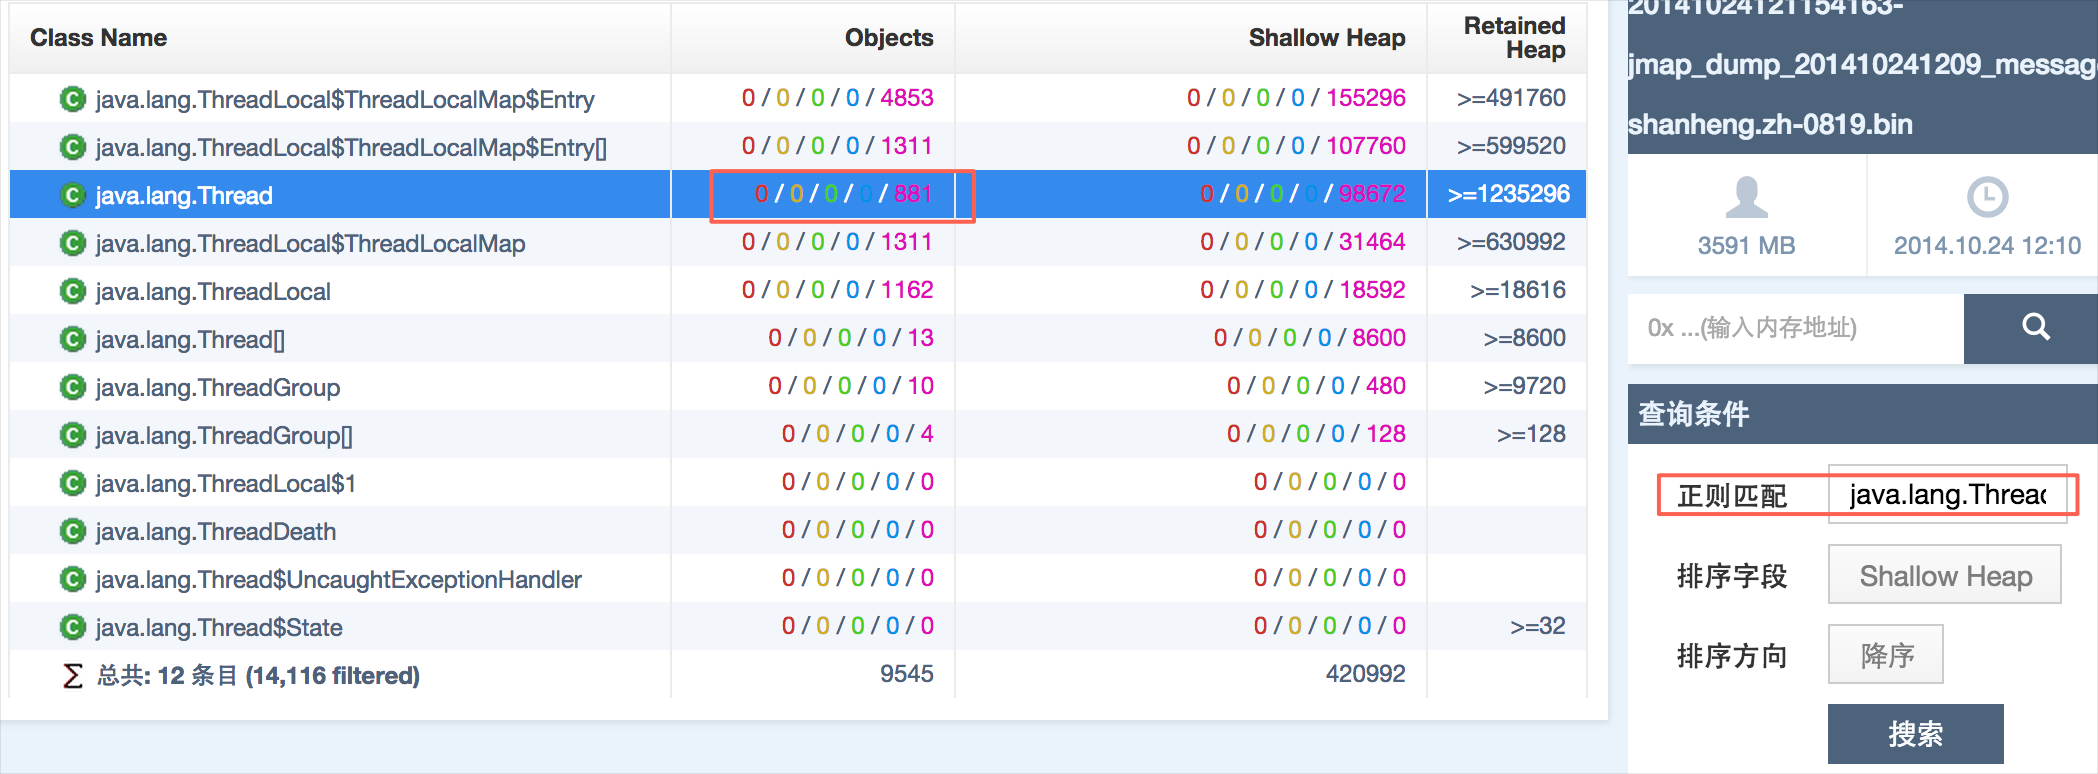 Class Name Objects Shallow Heap Retained Heap
java.lang.ThreadLocal$ThreadLocalMap$Entry 0 / 0 / 0 / 0 / 4853 0 / 0 / 0 / 0 / 155296 >=491760
java.lang.ThreadLocal$ThreadLocalMap$Entry[] 0 / 0 / 0 / 0 / 1311 0 / 0 / 0 / 0 / 107760 >=599520
java.lang.Thread 0 / 0 / 0 / 0 / 881 0 / 0 / 0 / 0 / 98672 >=1235296
java.lang.ThreadLocal$ThreadLocalMap 0 / 0 / 0 / 0 / 1311 0 / 0 / 0 / 0 / 31464 >=630992
java.lang.ThreadLocal 0 / 0 / 0 / 0 / 1162 0 / 0 / 0 / 0 / 18592 >=18616
java.lang.Thread[] 0 / 0 / 0 / 0 / 13 0 / 0 / 0 / 0 / 8600 >=8600
java.lang.ThreadGroup 0 / 0 / 0 / 0 / 10 0 / 0 / 0 / 0 / 480 >=9720
java.lang.ThreadGroup[] 0 / 0 / 0 / 0 / 4 0 / 0 / 0 / 0 / 128 >=128
java.lang.ThreadLocal$1 0 / 0 / 0 / 0 / 0 0 / 0 / 0 / 0 / 0
java.lang.ThreadDeath 0 / 0 / 0 / 0 / 0 0 / 0 / 0 / 0 / 0
java.lang.Thread$UncaughtExceptionHandler 0 / 0 / 0 / 0 / 0 0 / 0 / 0 / 0 / 0
java.lang.Thread$State 0 / 0 / 0 / 0 / 0 0 / 0 / 0 / 0 / 0 >=32
Σ 总共: 12 条目 (14,116 filtered) 9545 420992
20141024121154163-
jmap_dump_201410241209_message
shanheng.zh-0819.bin
3591 MB 2014.10.24 12:10
0x ...(输入内存地址)
查询条件
正则匹配 java.lang.Threac
排序字段 Shallow Heap
排序方向 降序
搜索